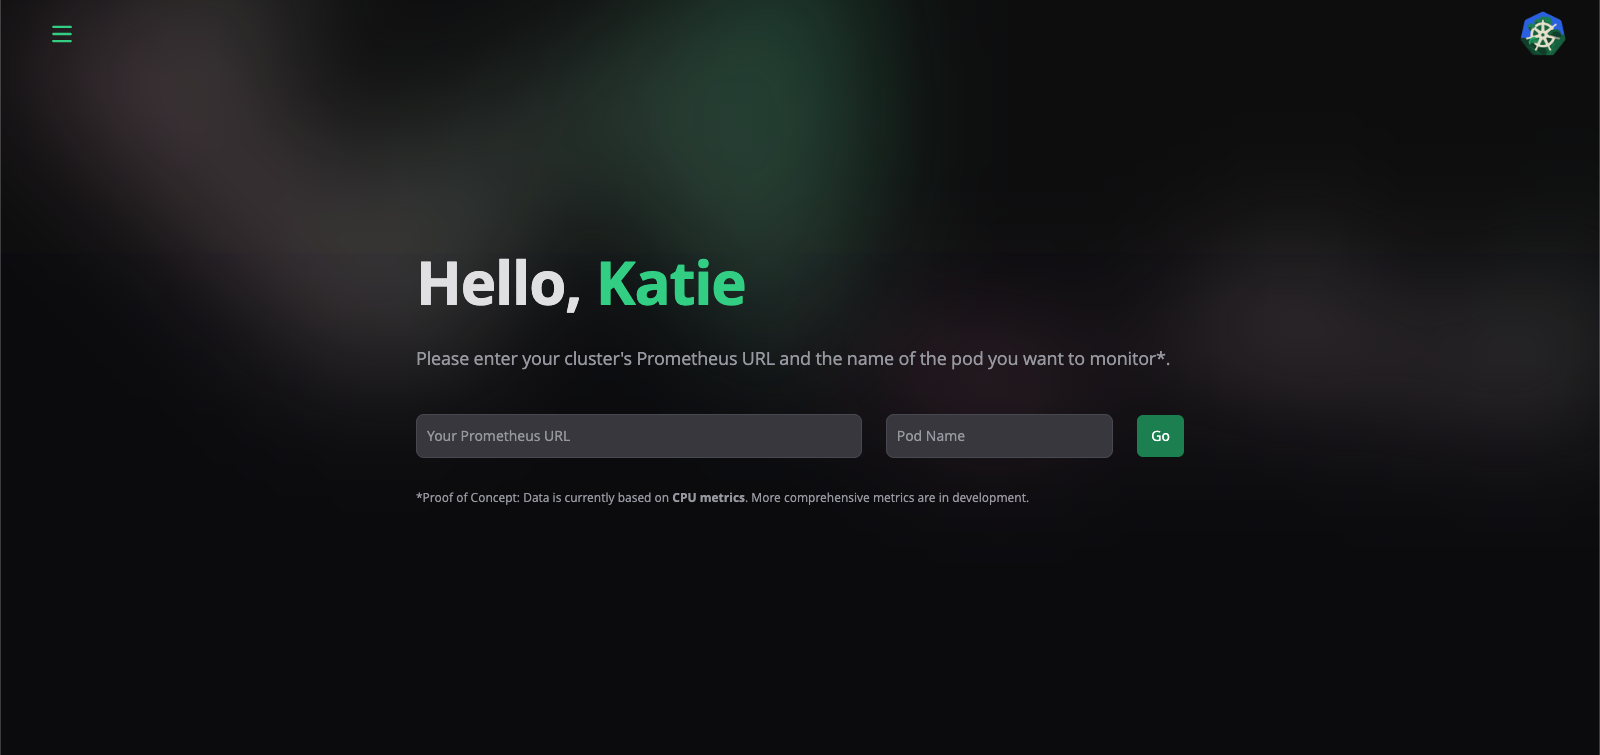 Hello, Katie
Please enter your cluster's Prometheus URL and the name of the pod you want to monitor*.
Your Prometheus URL
Pod Name
Go
*Proof of Concept: Data is currently based on CPU metrics. More comprehensive metrics are in development.